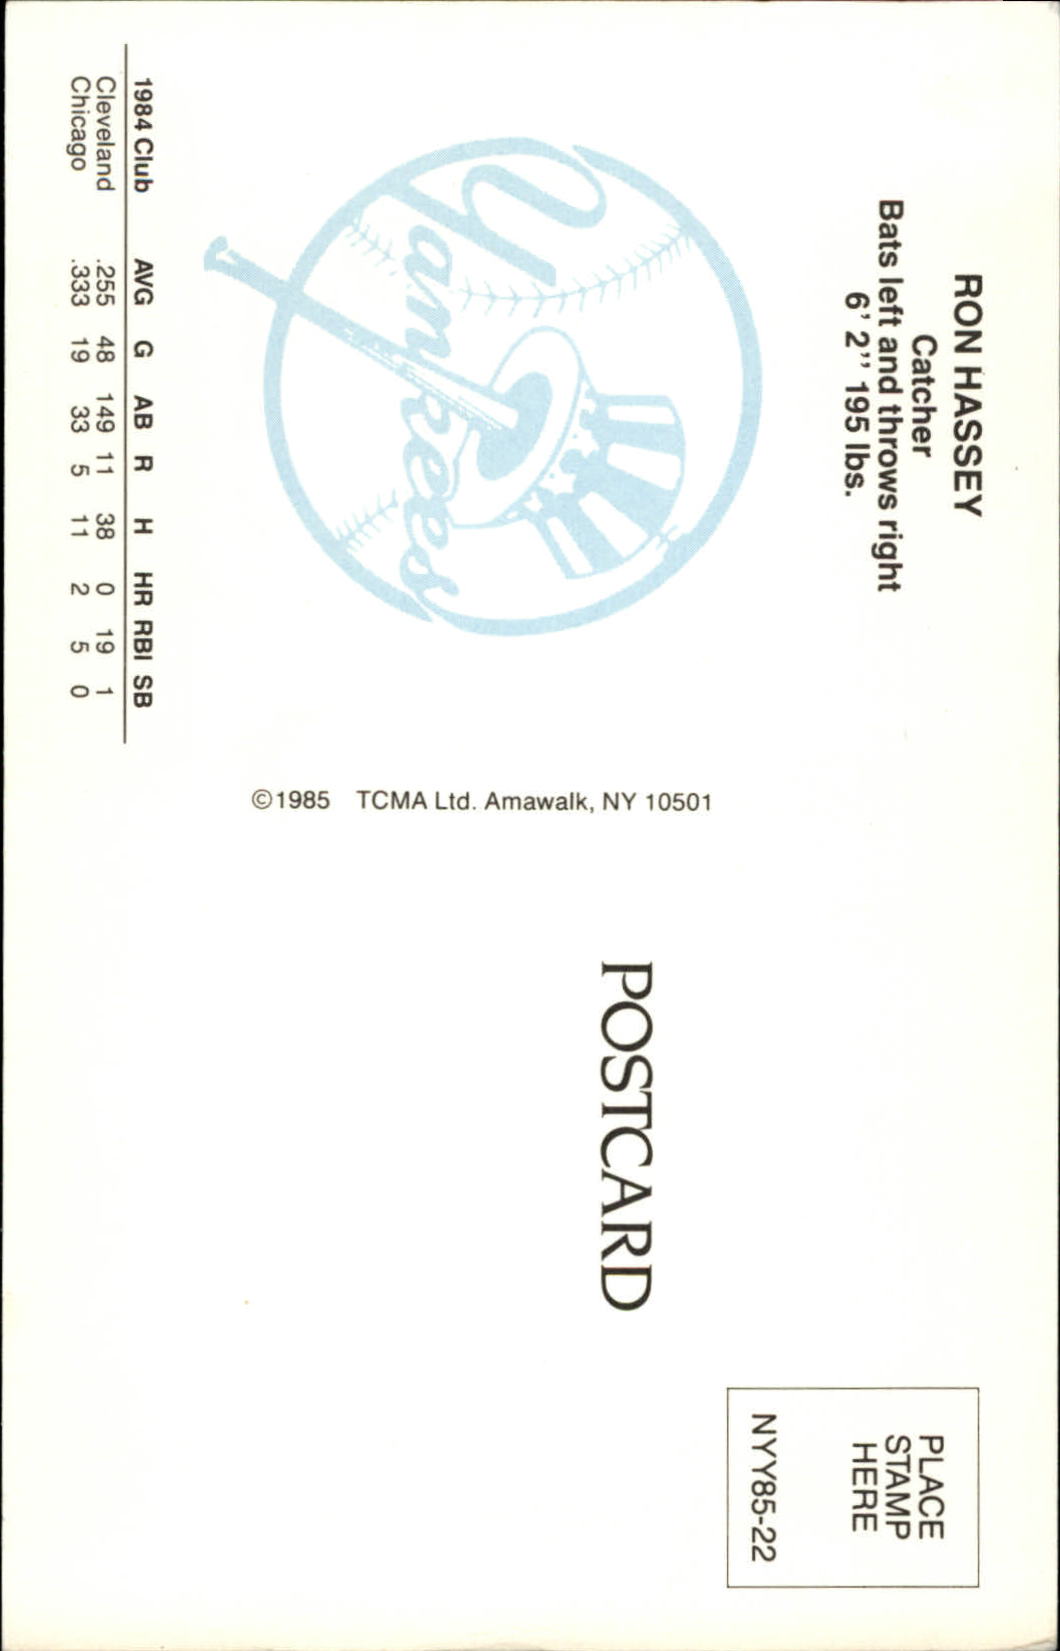 RON HASSEY
Catcher
Bats left and throws right
6' 2'' 195 lbs.
Yankees
1984 Club AVG G AB R H HR RBI SB
Cleveland .255 48 149 11 38 0 19 1
Chicago .333 19 33 5 11 2 5 0
©1985 TCMA Ltd. Amawalk, NY 10501
POSTCARD
PLACE
STAMP
HERE
NYY85-22